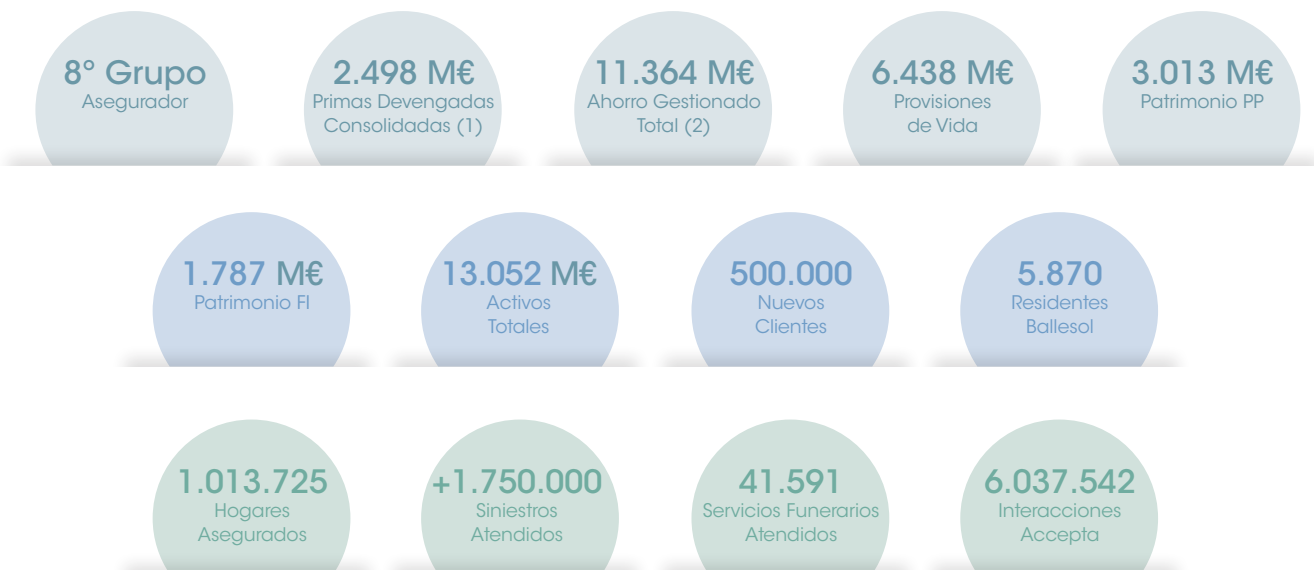 8° Grupo
Asegurador
2.498 M€
Primas Devengadas
Consolidadas (1)
11.364 M€
Ahorro Gestionado
Total (2)
6.438 M€
Provisiones
de Vida
3.013 M€
Patrimonio PP
1.787 M€
Patrimonio FI
13.052 M€
Activos
Totales
500.000
Nuevos
Clientes
5.870
Residentes
Ballesol
1.013.725
Hogares
Asegurados
+1.750.000
Siniestros
Atendidos
41.591
Servicios Funerarios
Atendidos
6.037.542
Interacciones
Accepta